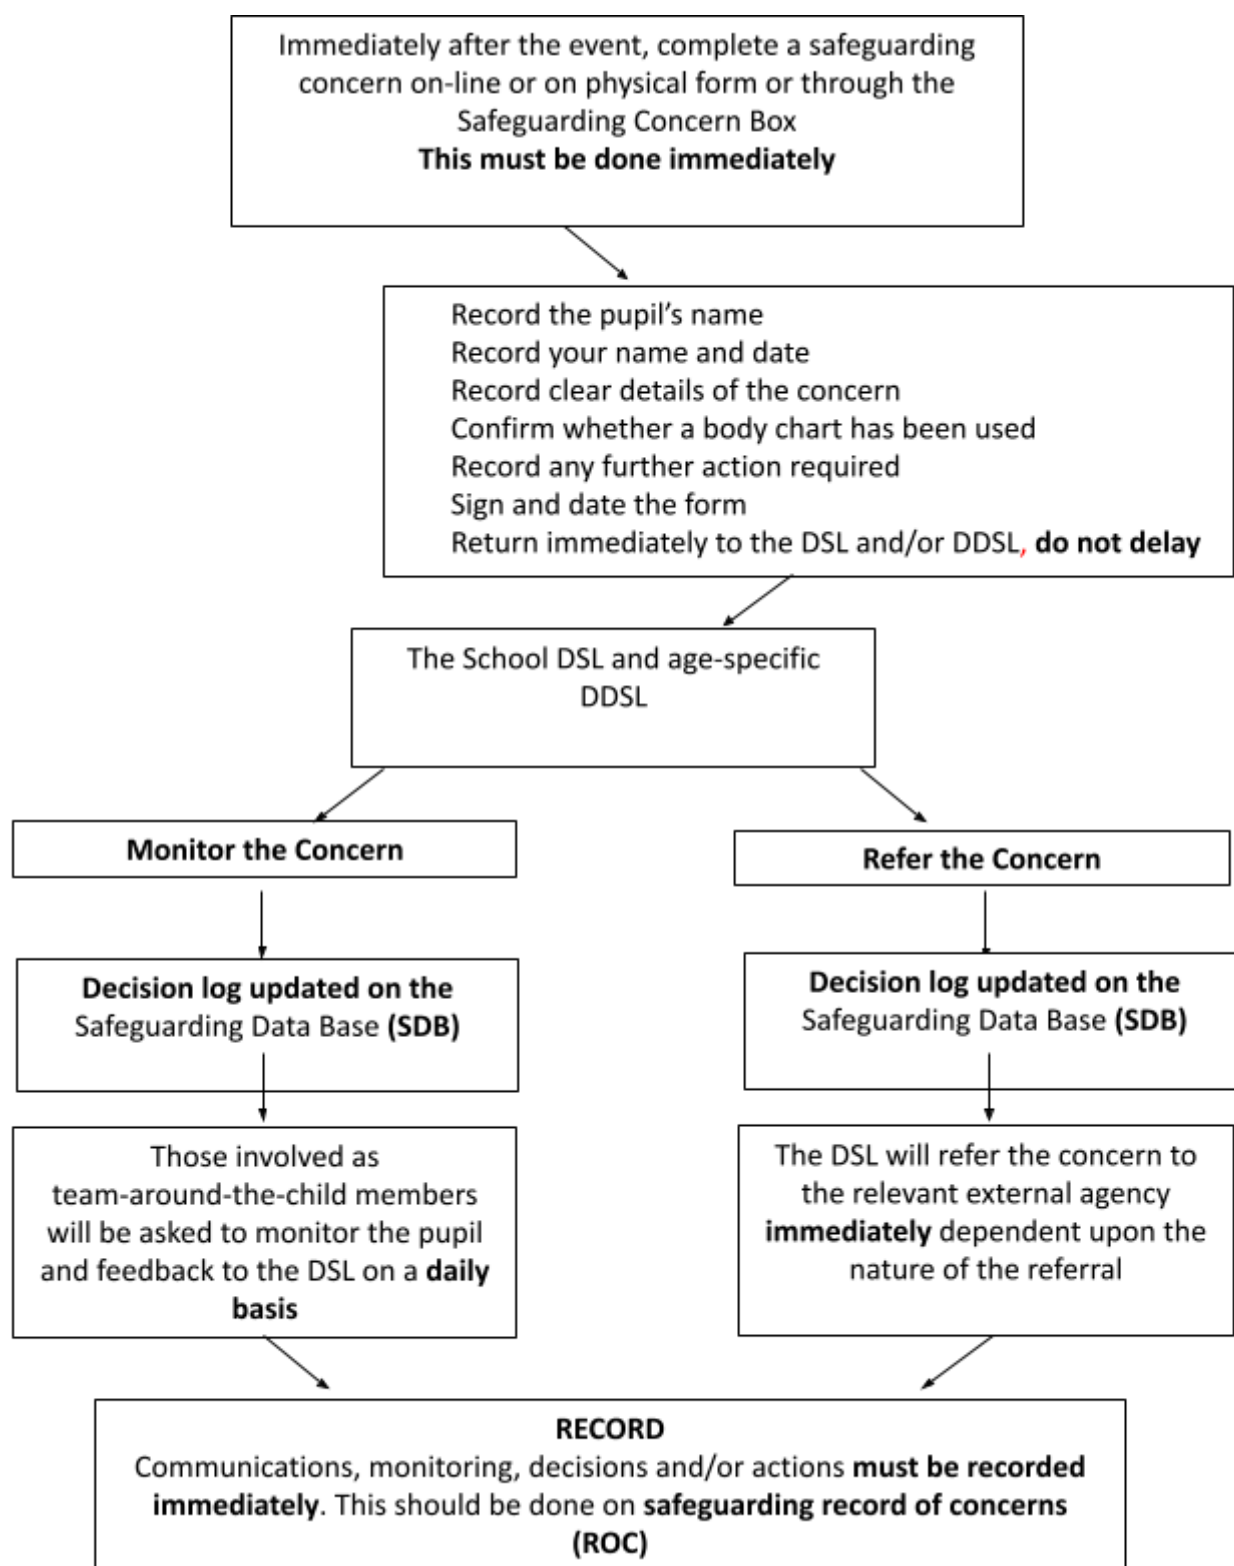 Immediately after the event, complete a safeguarding
concern on-line or on physical form or through the
Safeguarding Concern Box
This must be done immediately
Record the pupil’s name
Record your name and date
Record clear details of the concern
Confirm whether a body chart has been used
Record any further action required
Sign and date the form
Return immediately to the DSL and/or DDSL, do not delay
The School DSL and age-specific
DDSL
Monitor the Concern
Decision log updated on the
Safeguarding Data Base (SDB)
Those involved as
team-around-the-child members
will be asked to monitor the pupil
and feedback to the DSL on a daily
basis
Refer the Concern
Decision log updated on the
Safeguarding Data Base (SDB)
The DSL will refer the concern to
the relevant external agency
immediately dependent upon the
nature of the referral
RECORD
Communications, monitoring, decisions and/or actions must be recorded
immediately. This should be done on safeguarding record of concerns
(ROC)